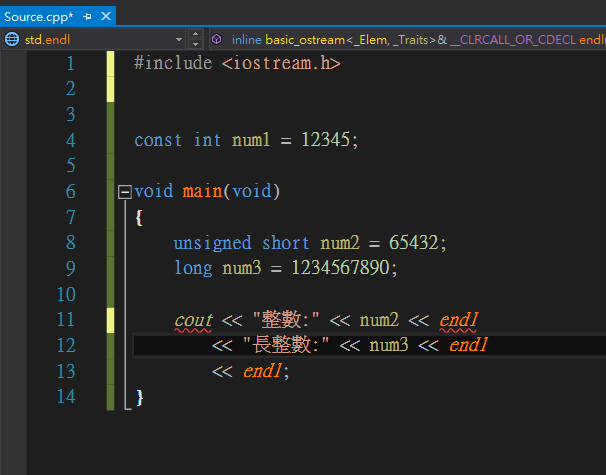 Source.cpp*
std.endl inline basic_ostream<_Elem, _Traits>& __CLRCALL_OR_CDECL endl(
1 #include <iostream.h>
2
3
4 const int num1 = 12345;
5
6 void main(void)
7 {
8 unsigned short num2 = 65432;
9 long num3 = 1234567890;
10
11 cout << "整數:" << num2 << endl
12 << "長整數:" << num3 << endl
13 << endl;
14 }